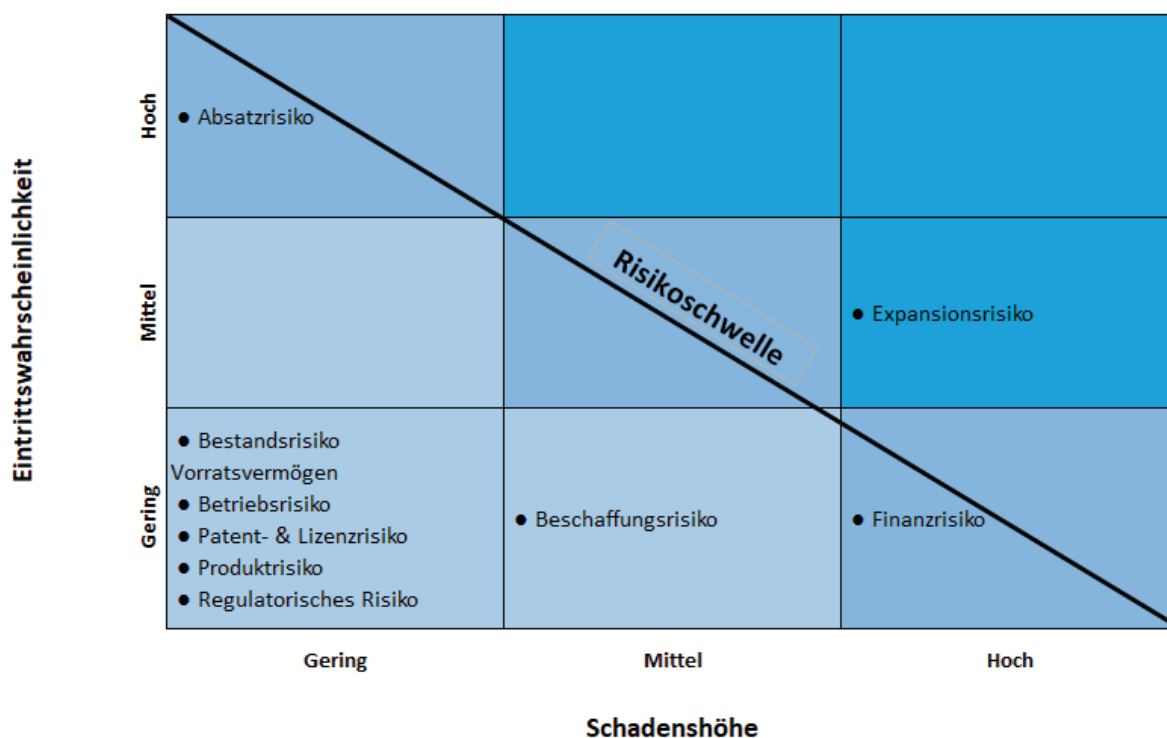 Eintrittswahrscheinlichkeit
Hoch
● Absatzrisiko
Mittel
Risikoschwelle
● Expansionsrisiko
Gering
● Bestandsrisiko
Vorratsvermögen
● Betriebsrisiko
● Patent- & Lizenzrisiko
● Produktrisiko
● Regulatorisches Risiko
● Beschaffungsrisiko
● Finanzrisiko
Gering
Mittel
Hoch
Schadenshöhe